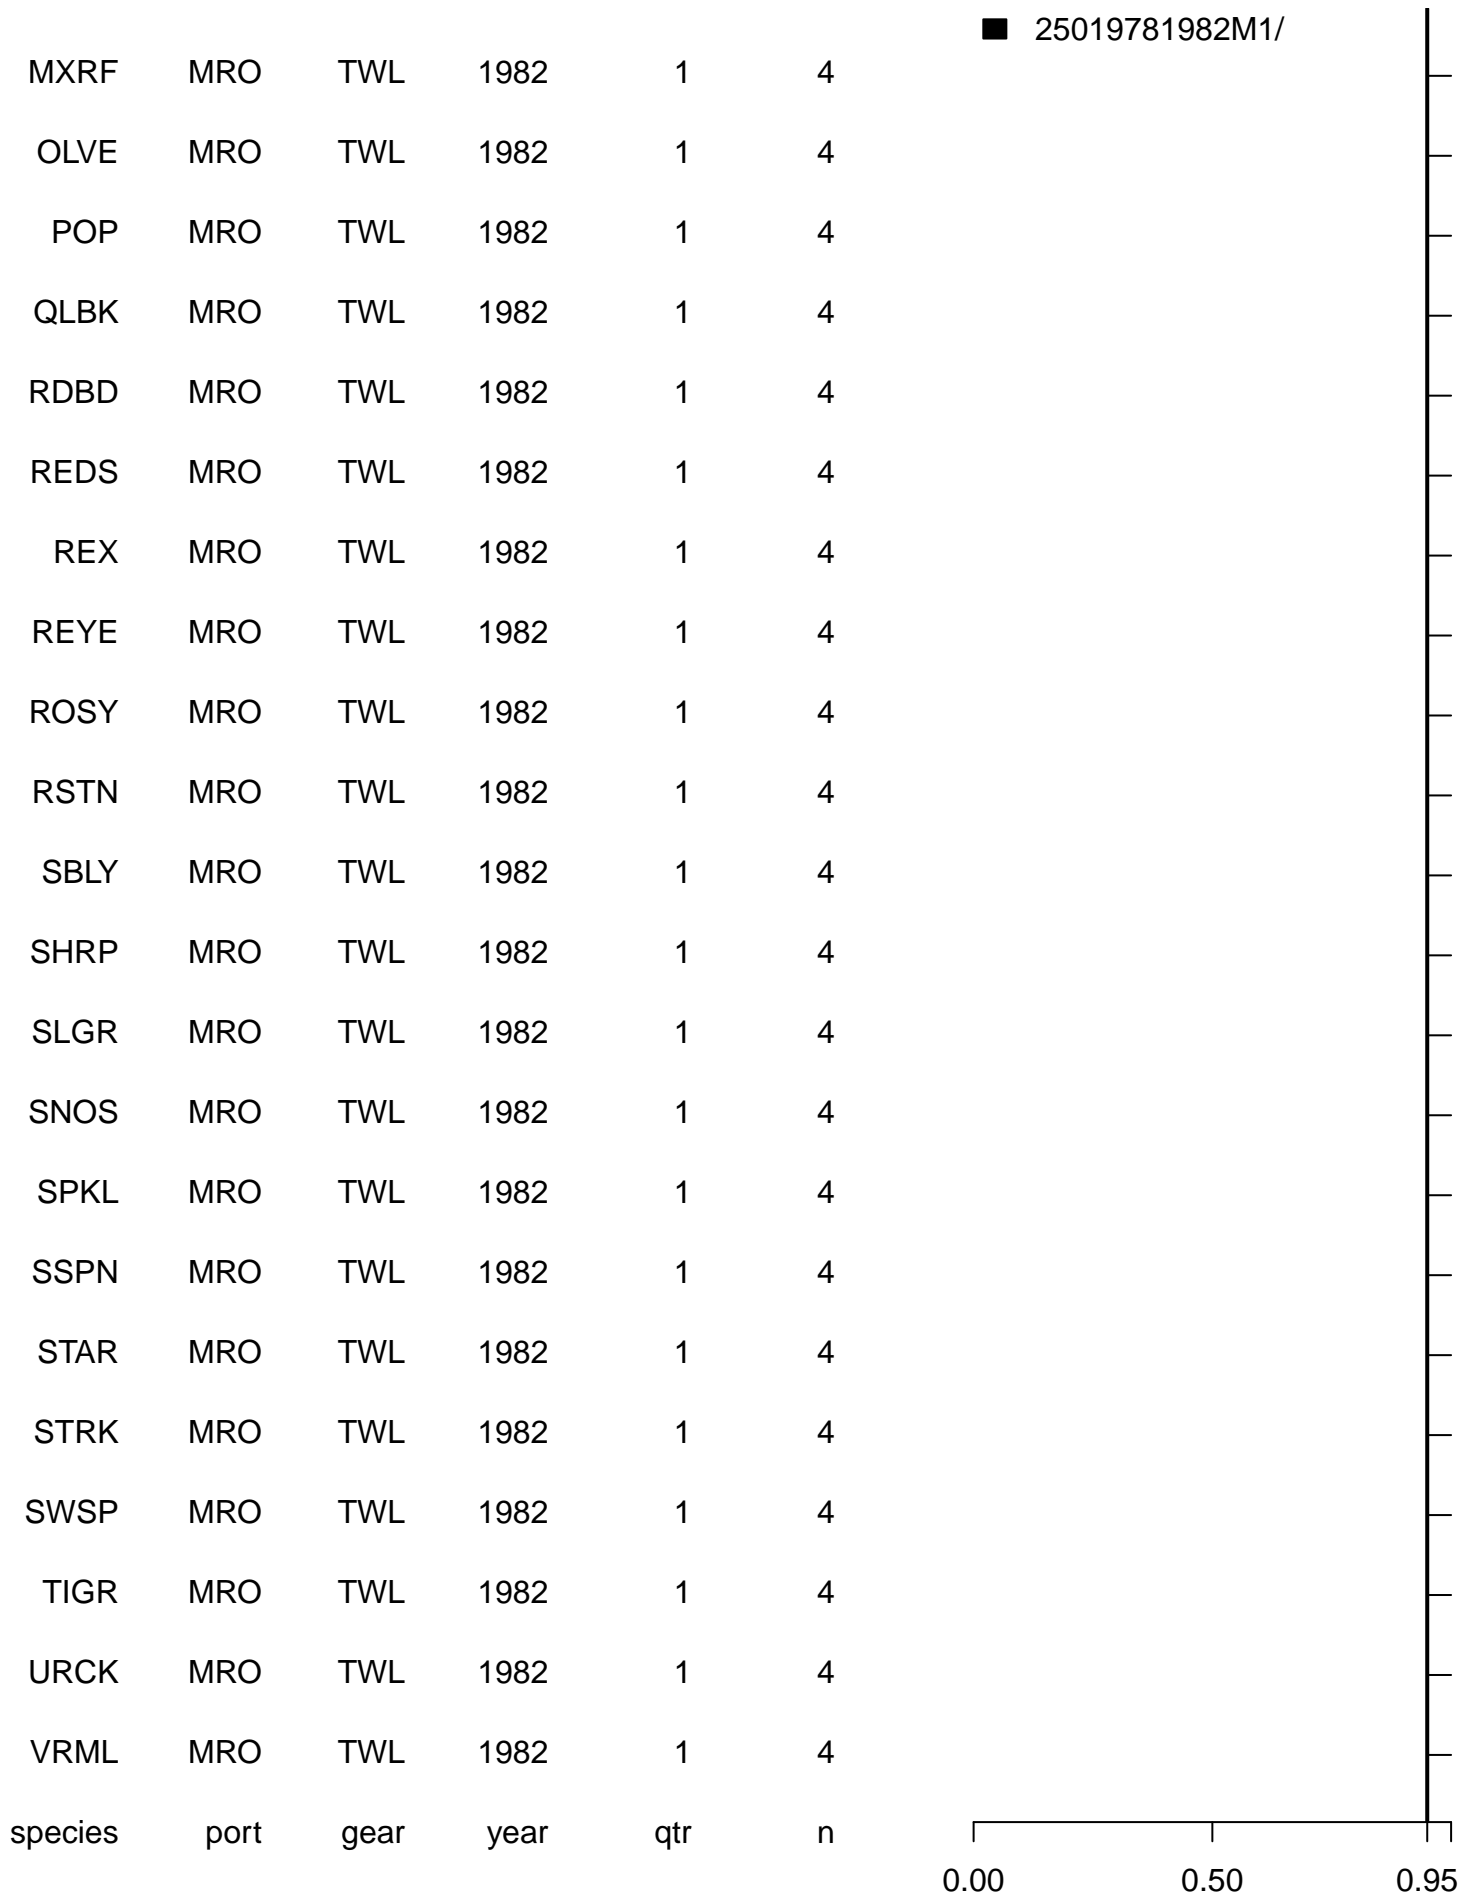 25019781982M1/
MXRF MRO TWL 1982 1 4
OLVE MRO TWL 1982 1 4
POP MRO TWL 1982 1 4
QLBK MRO TWL 1982 1 4
RDBD MRO TWL 1982 1 4
REDS MRO TWL 1982 1 4
REX MRO TWL 1982 1 4
REYE MRO TWL 1982 1 4
ROSY MRO TWL 1982 1 4
RSTN MRO TWL 1982 1 4
SBLY MRO TWL 1982 1 4
SHRP MRO TWL 1982 1 4
SLGR MRO TWL 1982 1 4
SNOS MRO TWL 1982 1 4
SPKL MRO TWL 1982 1 4
SSPN MRO TWL 1982 1 4
STAR MRO TWL 1982 1 4
STRK MRO TWL 1982 1 4
SWSP MRO TWL 1982 1 4
TIGR MRO TWL 1982 1 4
URCK MRO TWL 1982 1 4
VRML MRO TWL 1982 1 4
species port gear year qtr n
0.00 0.50 0.95